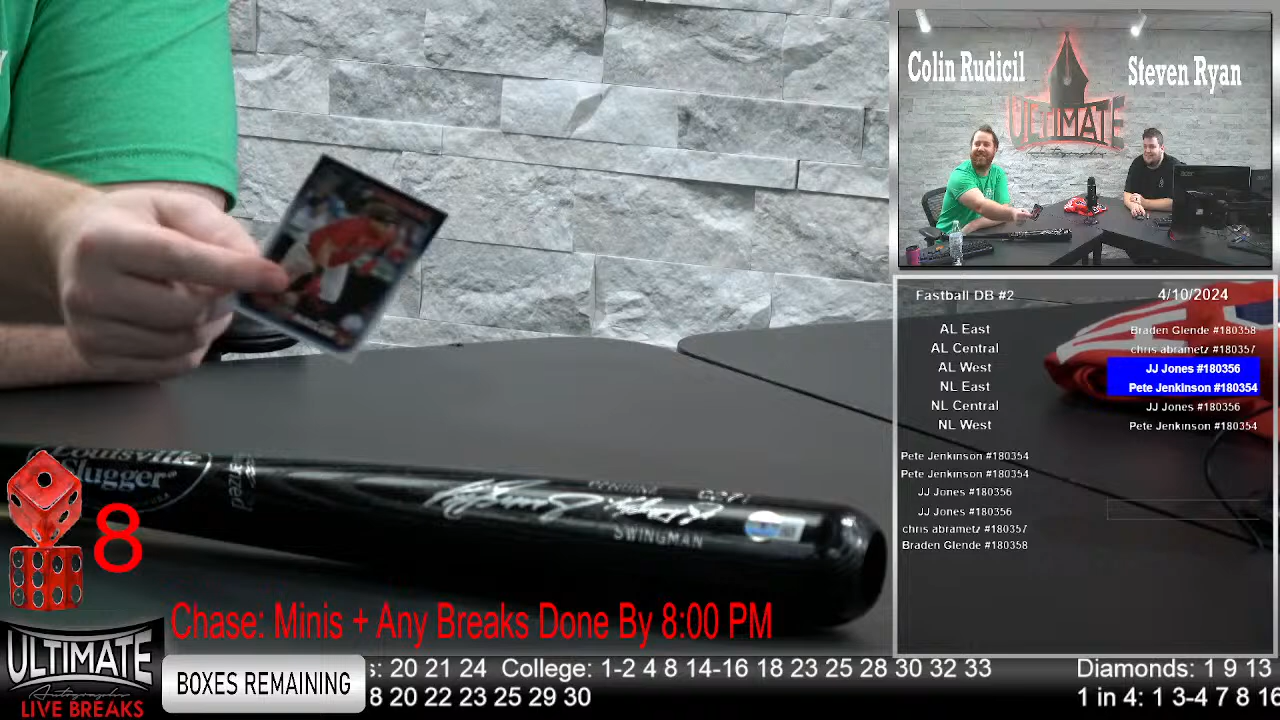 Colin Rudicil
Steven Ryan
ULTIMATE
Fastball DB #2
4/10/2024
AL East
Braden Glende #180358
AL Central
chris abrametz #180357
AL West
JJ Jones #180356
NL East
Pete Jenkinson #180354
NL Central
JJ Jones #180356
NL West
Pete Jenkinson #180354
Pete Jenkinson #180354
Pete Jenkinson #180354
JJ Jones #180356
JJ Jones #180356
chris abrametz #180357
Braden Glende #180358
Louisville
Slugger
GENUINE
SWINGMAN
8
Chase: Minis + Any Breaks Done By 8:00 PM
ULTIMATE
Autographs
LIVE BREAKS
BOXES REMAINING
: 20 21 24 College: 1-2 4 8 14-16 18 23 25 28 30 32 33
Diamonds: 1 9 13
8 20 22 23 25 29 30
1 in 4: 1 3-4 7 8 16